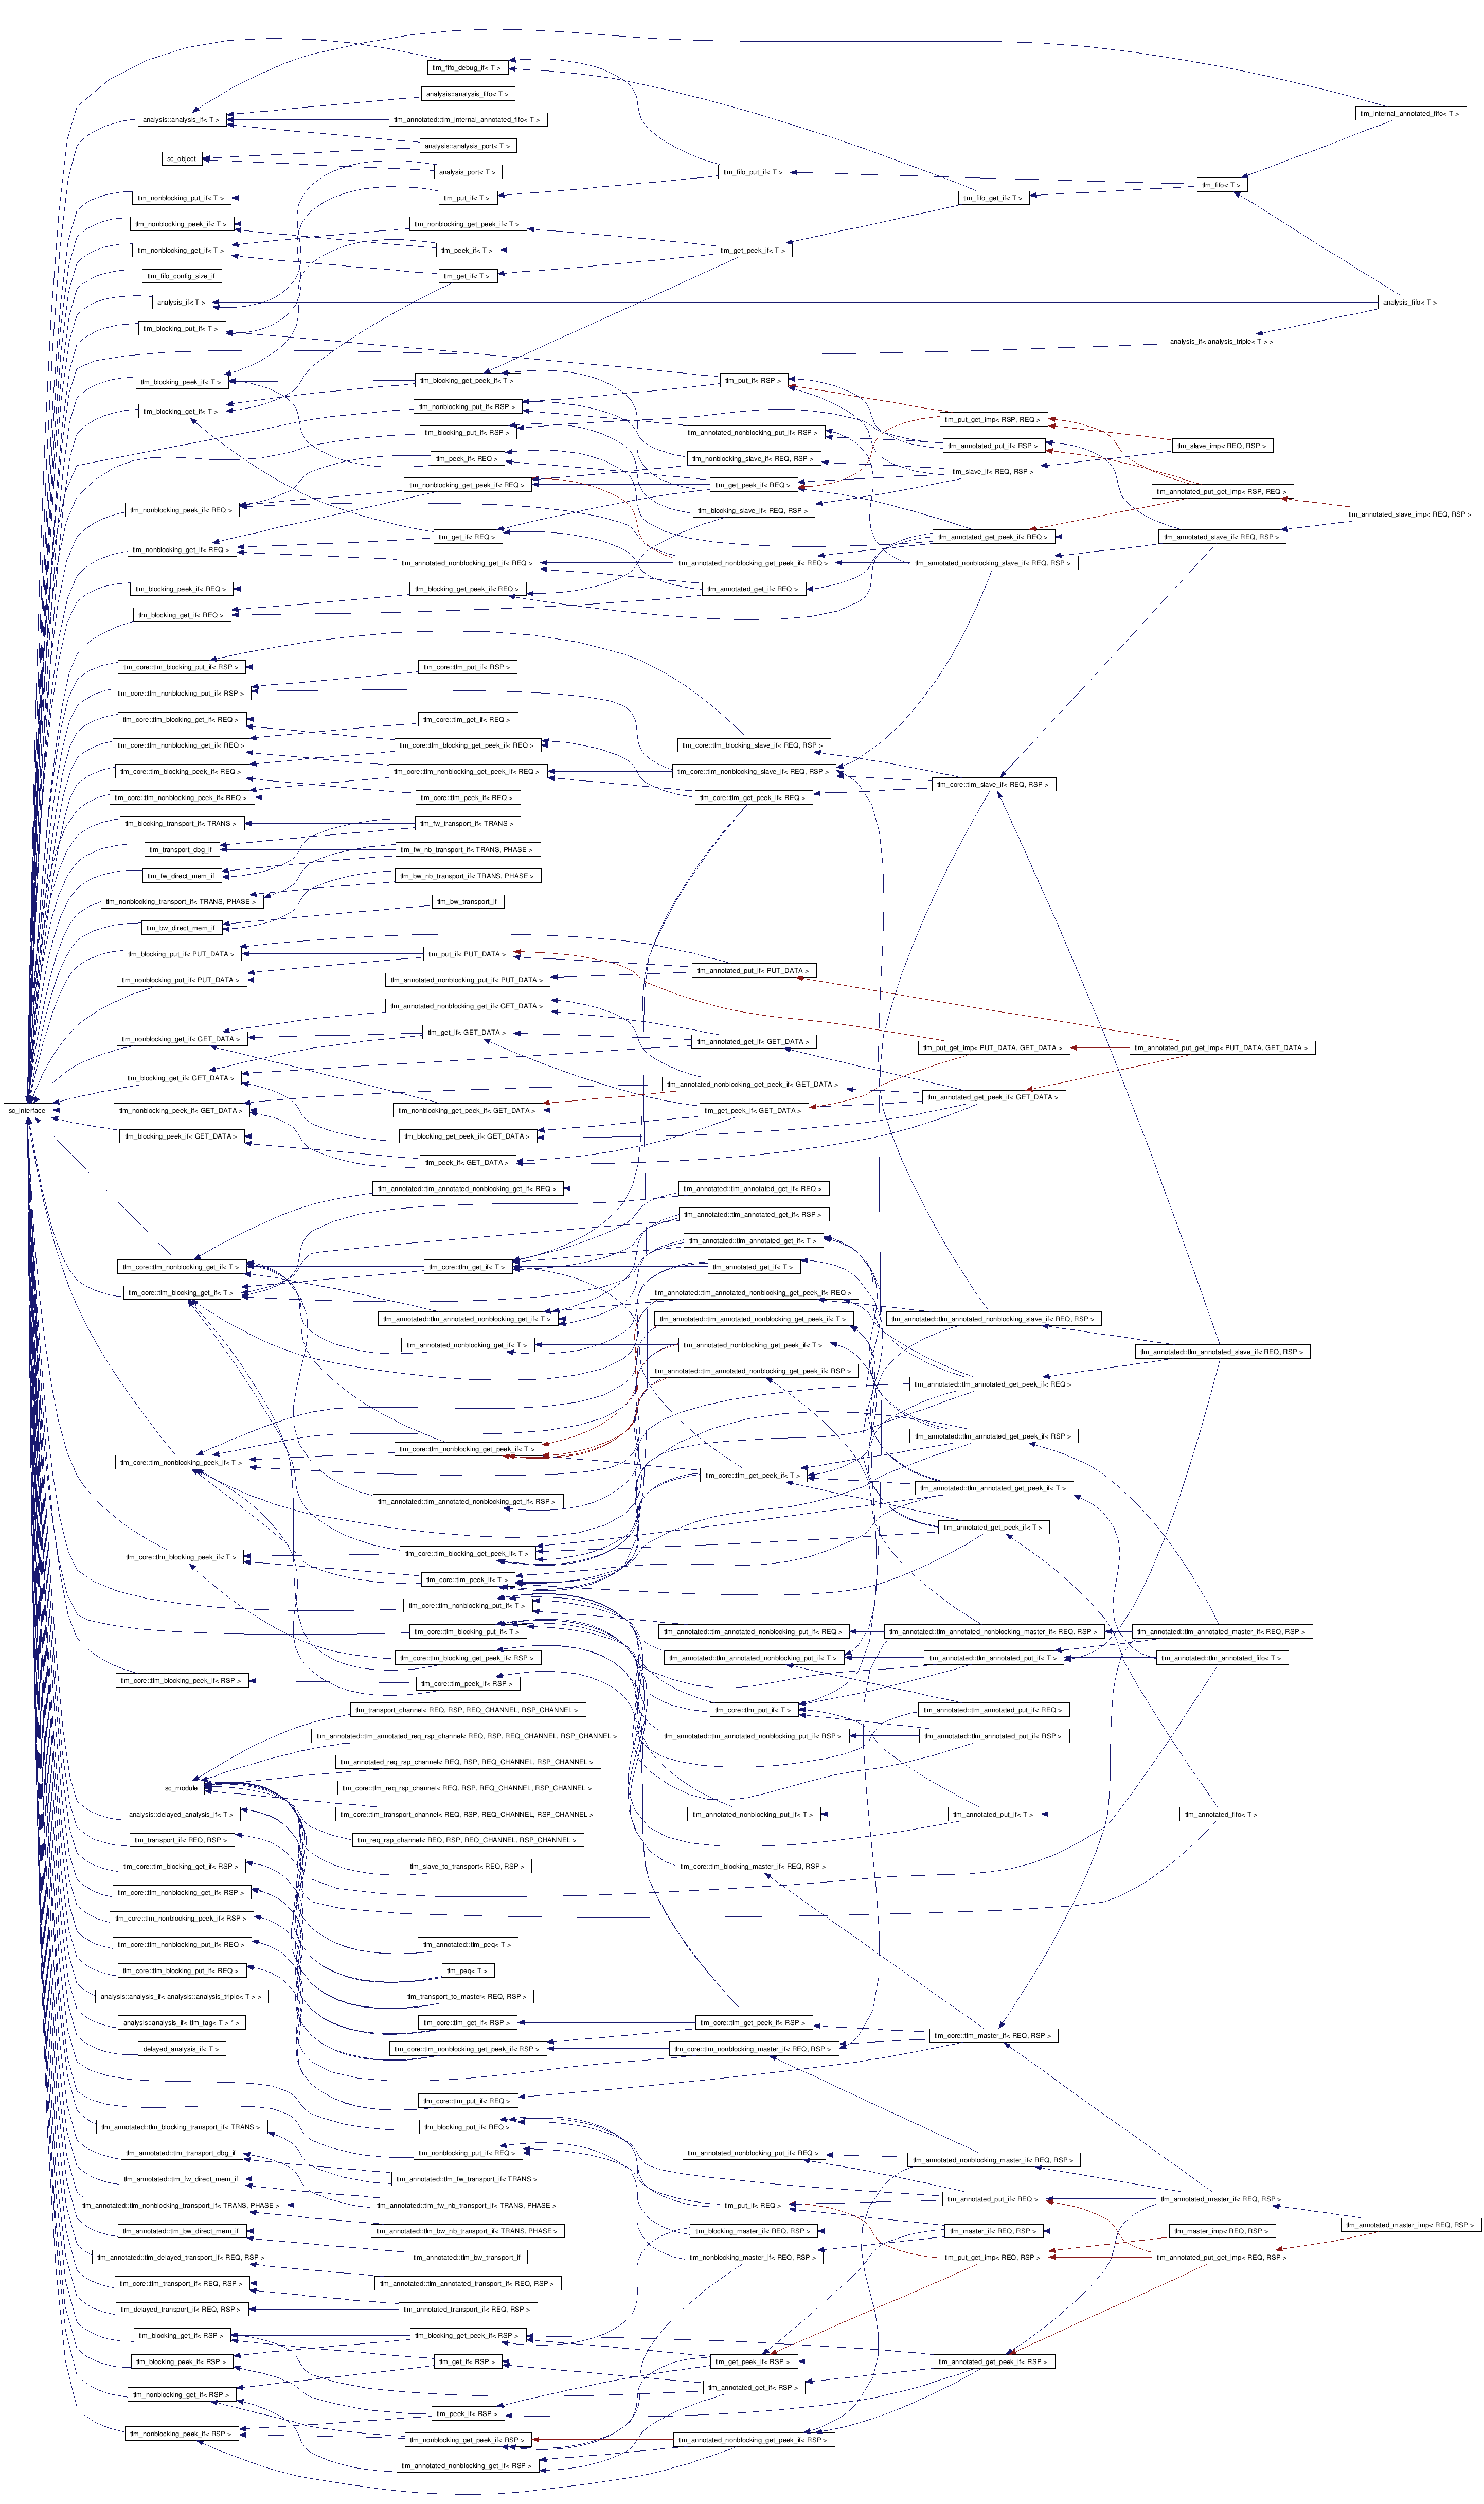 tlm_fifo_debug_if< T >
analysis::analysis_fifo< T >
tlm_internal_annotated_fifo< T >
analysis::analysis_if< T >
tlm_annotated::tlm_internal_annotated_fifo< T >
analysis::analysis_port< T >
sc_object
analysis_port< T >
tlm_fifo_put_if< T >
tlm_fifo< T >
tlm_nonblocking_put_if< T >
tlm_put_if< T >
tlm_fifo_get_if< T >
tlm_nonblocking_peek_if< T >
tlm_nonblocking_get_peek_if< T >
tlm_nonblocking_get_if< T >
tlm_peek_if< T >
tlm_get_peek_if< T >
tlm_fifo_config_size_if
tlm_get_if< T >
analysis_if< T >
analysis_fifo< T >
tlm_blocking_put_if< T >
analysis_if< analysis_triple< T > >
tlm_blocking_peek_if< T >
tlm_blocking_get_peek_if< T >
tlm_put_if< RSP >
tlm_blocking_get_if< T >
tlm_nonblocking_put_if< RSP >
tlm_put_get_imp< RSP, REQ >
tlm_blocking_put_if< RSP >
tlm_annotated_nonblocking_put_if< RSP >
tlm_annotated_put_if< RSP >
tlm_slave_imp< REQ, RSP >
tlm_peek_if< REQ >
tlm_nonblocking_slave_if< REQ, RSP >
tlm_slave_if< REQ, RSP >
tlm_nonblocking_get_peek_if< REQ >
tlm_get_peek_if< REQ >
tlm_annotated_put_get_imp< RSP, REQ >
tlm_nonblocking_peek_if< REQ >
tlm_blocking_slave_if< REQ, RSP >
tlm_annotated_slave_imp< REQ, RSP >
tlm_get_if< REQ >
tlm_annotated_get_peek_if< REQ >
tlm_annotated_slave_if< REQ, RSP >
tlm_nonblocking_get_if< REQ >
tlm_annotated_nonblocking_get_if< REQ >
tlm_annotated_nonblocking_get_peek_if< REQ >
tlm_annotated_nonblocking_slave_if< REQ, RSP >
tlm_blocking_peek_if< REQ >
tlm_blocking_get_peek_if< REQ >
tlm_annotated_get_if< REQ >
tlm_blocking_get_if< REQ >
tlm_core::tlm_blocking_put_if< RSP >
tlm_core::tlm_put_if< RSP >
tlm_core::tlm_nonblocking_put_if< RSP >
tlm_core::tlm_blocking_get_if< REQ >
tlm_core::tlm_get_if< REQ >
tlm_core::tlm_nonblocking_get_if< REQ >
tlm_core::tlm_blocking_get_peek_if< REQ >
tlm_core::tlm_blocking_slave_if< REQ, RSP >
tlm_core::tlm_blocking_peek_if< REQ >
tlm_core::tlm_nonblocking_get_peek_if< REQ >
tlm_core::tlm_nonblocking_slave_if< REQ, RSP >
tlm_core::tlm_slave_if< REQ, RSP >
tlm_core::tlm_nonblocking_peek_if< REQ >
tlm_core::tlm_peek_if< REQ >
tlm_core::tlm_get_peek_if< REQ >
tlm_blocking_transport_if< TRANS >
tlm_fw_transport_if< TRANS >
tlm_transport_dbg_if
tlm_fw_nb_transport_if< TRANS, PHASE >
tlm_fw_direct_mem_if
tlm_bw_nb_transport_if< TRANS, PHASE >
tlm_nonblocking_transport_if< TRANS, PHASE >
tlm_bw_transport_if
tlm_bw_direct_mem_if
tlm_blocking_put_if< PUT_DATA >
tlm_put_if< PUT_DATA >
tlm_annotated_put_if< PUT_DATA >
tlm_nonblocking_put_if< PUT_DATA >
tlm_annotated_nonblocking_put_if< PUT_DATA >
tlm_annotated_nonblocking_get_if< GET_DATA >
tlm_nonblocking_get_if< GET_DATA >
tlm_get_if< GET_DATA >
tlm_annotated_get_if< GET_DATA >
tlm_put_get_imp< PUT_DATA, GET_DATA >
tlm_annotated_put_get_imp< PUT_DATA, GET_DATA >
tlm_blocking_get_if< GET_DATA >
tlm_annotated_nonblocking_get_peek_if< GET_DATA >
tlm_annotated_get_peek_if< GET_DATA >
sc_interface
tlm_nonblocking_peek_if< GET_DATA >
tlm_nonblocking_get_peek_if< GET_DATA >
tlm_get_peek_if< GET_DATA >
tlm_blocking_peek_if< GET_DATA >
tlm_blocking_get_peek_if< GET_DATA >
tlm_peek_if< GET_DATA >
tlm_annotated::tlm_annotated_nonblocking_get_if< REQ >
tlm_annotated::tlm_annotated_get_if< REQ >
tlm_annotated::tlm_annotated_get_if< RSP >
tlm_annotated::tlm_annotated_get_if< T >
tlm_core::tlm_nonblocking_get_if< T >
tlm_core::tlm_get_if< T >
tlm_annotated_get_if< T >
tlm_core::tlm_blocking_get_if< T >
tlm_annotated::tlm_annotated_nonblocking_get_peek_if< REQ >
tlm_annotated::tlm_annotated_nonblocking_get_if< T >
tlm_annotated::tlm_annotated_nonblocking_get_peek_if< T >
tlm_annotated::tlm_annotated_nonblocking_slave_if< REQ, RSP >
tlm_annotated_nonblocking_get_if< T >
tlm_annotated_nonblocking_get_peek_if< T >
tlm_annotated::tlm_annotated_slave_if< REQ, RSP >
tlm_annotated::tlm_annotated_nonblocking_get_peek_if< RSP >
tlm_annotated::tlm_annotated_get_peek_if< REQ >
tlm_annotated::tlm_annotated_get_peek_if< RSP >
tlm_core::tlm_nonblocking_get_peek_if< T >
tlm_core::tlm_nonblocking_peek_if< T >
tlm_core::tlm_get_peek_if< T >
tlm_annotated::tlm_annotated_get_peek_if< T >
tlm_annotated::tlm_annotated_nonblocking_get_if< RSP >
tlm_annotated_get_peek_if< T >
tlm_core::tlm_blocking_peek_if< T >
tlm_core::tlm_blocking_get_peek_if< T >
tlm_core::tlm_peek_if< T >
tlm_core::tlm_nonblocking_put_if< T >
tlm_core::tlm_blocking_put_if< T >
tlm_annotated::tlm_annotated_nonblocking_put_if< REQ >
tlm_annotated::tlm_annotated_nonblocking_master_if< REQ, RSP >
tlm_annotated::tlm_annotated_master_if< REQ, RSP >
tlm_core::tlm_blocking_get_peek_if< RSP >
tlm_annotated::tlm_annotated_nonblocking_put_if< T >
tlm_annotated::tlm_annotated_put_if< T >
tlm_annotated::tlm_annotated_fifo< T >
tlm_core::tlm_blocking_peek_if< RSP >
tlm_core::tlm_peek_if< RSP >
tlm_transport_channel< REQ, RSP, REQ_CHANNEL, RSP_CHANNEL >
tlm_core::tlm_put_if< T >
tlm_annotated::tlm_annotated_put_if< REQ >
tlm_annotated::tlm_annotated_req_rsp_channel< REQ, RSP, REQ_CHANNEL, RSP_CHANNEL >
tlm_annotated::tlm_annotated_nonblocking_put_if< RSP >
tlm_annotated::tlm_annotated_put_if< RSP >
tlm_annotated_req_rsp_channel< REQ, RSP, REQ_CHANNEL, RSP_CHANNEL >
sc_module
tlm_core::tlm_req_rsp_channel< REQ, RSP, REQ_CHANNEL, RSP_CHANNEL >
analysis::delayed_analysis_if< T >
tlm_core::tlm_transport_channel< REQ, RSP, REQ_CHANNEL, RSP_CHANNEL >
tlm_annotated_nonblocking_put_if< T >
tlm_annotated_put_if< T >
tlm_annotated_fifo< T >
tlm_transport_if< REQ, RSP >
tlm_req_rsp_channel< REQ, RSP, REQ_CHANNEL, RSP_CHANNEL >
tlm_core::tlm_blocking_get_if< RSP >
tlm_slave_to_transport< REQ, RSP >
tlm_core::tlm_blocking_master_if< REQ, RSP >
tlm_core::tlm_nonblocking_get_if< RSP >
tlm_core::tlm_nonblocking_peek_if< RSP >
tlm_core::tlm_nonblocking_put_if< REQ >
tlm_annotated::tlm_peq< T >
tlm_core::tlm_blocking_put_if< REQ >
tlm_peq< T >
analysis::analysis_if< analysis::analysis_triple< T > >
tlm_transport_to_master< REQ, RSP >
analysis::analysis_if< tlm_tag< T > * >
tlm_core::tlm_get_if< RSP >
tlm_core::tlm_get_peek_if< RSP >
tlm_core::tlm_master_if< REQ, RSP >
delayed_analysis_if< T >
tlm_core::tlm_nonblocking_get_peek_if< RSP >
tlm_core::tlm_nonblocking_master_if< REQ, RSP >
tlm_core::tlm_put_if< REQ >
tlm_annotated::tlm_blocking_transport_if< TRANS >
tlm_blocking_put_if< REQ >
tlm_annotated::tlm_transport_dbg_if
tlm_nonblocking_put_if< REQ >
tlm_annotated_nonblocking_put_if< REQ >
tlm_annotated_nonblocking_master_if< REQ, RSP >
tlm_annotated::tlm_fw_direct_mem_if
tlm_annotated::tlm_fw_transport_if< TRANS >
tlm_annotated::tlm_nonblocking_transport_if< TRANS, PHASE >
tlm_annotated::tlm_fw_nb_transport_if< TRANS, PHASE >
tlm_put_if< REQ >
tlm_annotated_put_if< REQ >
tlm_annotated_master_if< REQ, RSP >
tlm_annotated::tlm_bw_direct_mem_if
tlm_annotated::tlm_bw_nb_transport_if< TRANS, PHASE >
tlm_blocking_master_if< REQ, RSP >
tlm_master_if< REQ, RSP >
tlm_master_imp< REQ, RSP >
tlm_annotated_master_imp< REQ, RSP >
tlm_annotated::tlm_delayed_transport_if< REQ, RSP >
tlm_annotated::tlm_bw_transport_if
tlm_nonblocking_master_if< REQ, RSP >
tlm_put_get_imp< REQ, RSP >
tlm_annotated_put_get_imp< REQ, RSP >
tlm_core::tlm_transport_if< REQ, RSP >
tlm_annotated::tlm_annotated_transport_if< REQ, RSP >
tlm_delayed_transport_if< REQ, RSP >
tlm_annotated_transport_if< REQ, RSP >
tlm_blocking_get_if< RSP >
tlm_blocking_get_peek_if< RSP >
tlm_blocking_peek_if< RSP >
tlm_get_if< RSP >
tlm_get_peek_if< RSP >
tlm_annotated_get_peek_if< RSP >
tlm_nonblocking_get_if< RSP >
tlm_annotated_get_if< RSP >
tlm_peek_if< RSP >
tlm_nonblocking_peek_if< RSP >
tlm_nonblocking_get_peek_if< RSP >
tlm_annotated_nonblocking_get_peek_if< RSP >
tlm_annotated_nonblocking_get_if< RSP >